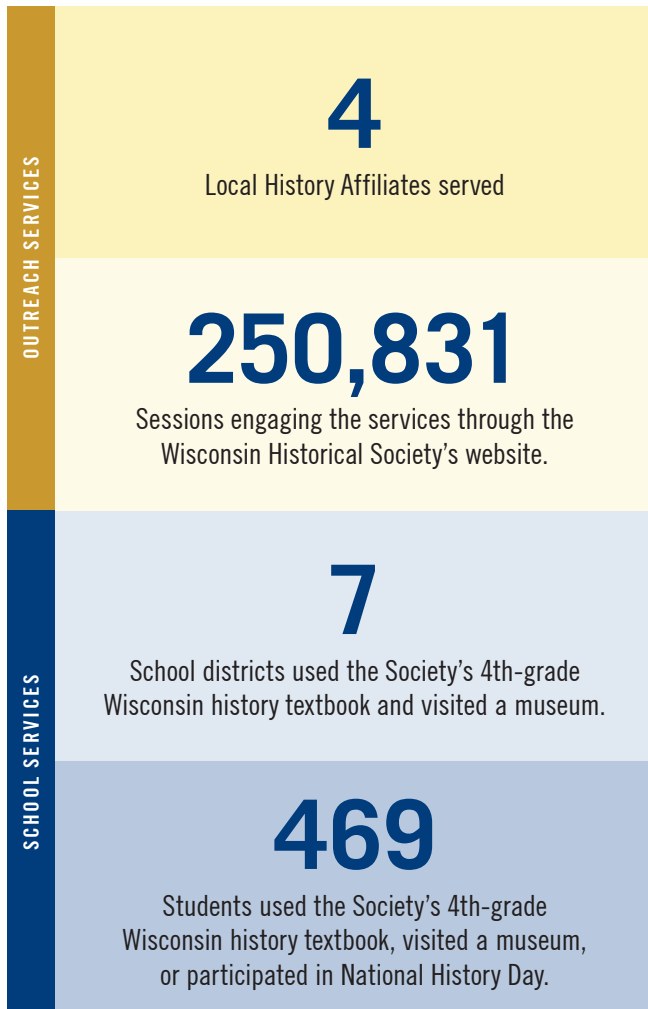 OUTREACH SERVICES
4
Local History Affiliates served
250,831
Sessions engaging the services through the
Wisconsin Historical Society’s website.
SCHOOL SERVICES
7
School districts used the Society’s 4th-grade
Wisconsin history textbook and visited a museum.
469
Students used the Society’s 4th-grade
Wisconsin history textbook, visited a museum,
or participated in National History Day.